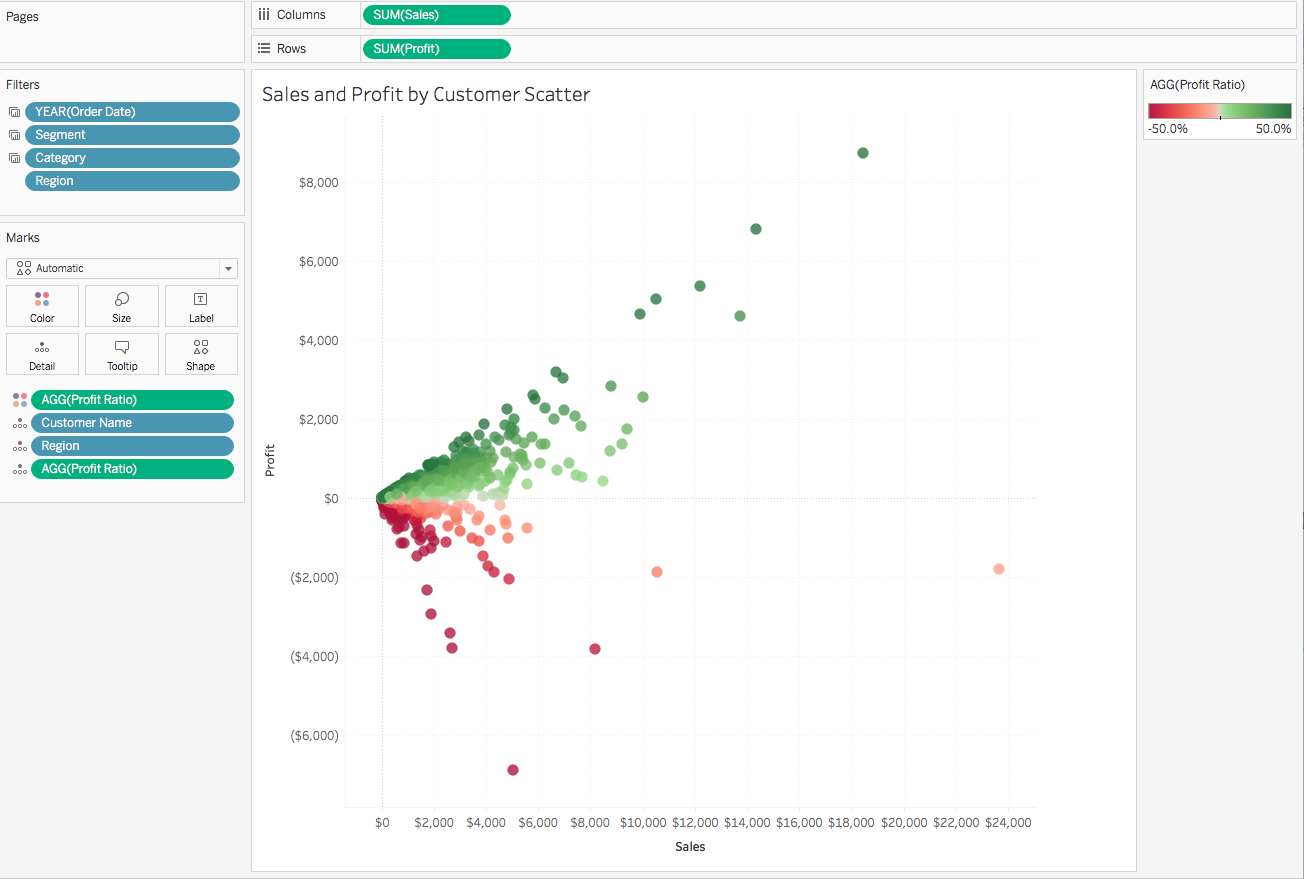 Pages
Columns
SUM(Sales)
Rows
SUM(Profit)
Filters
YEAR(Order Date)
Segment
Category
Region
Marks
Automatic
Color
Size
Label
Detail
Tooltip
Shape
AGG(Profit Ratio)
Customer Name
Region
AGG(Profit Ratio)
Sales and Profit by Customer Scatter
Profit
$8,000
$6,000
$4,000
$2,000
$0
($2,000)
($4,000)
($6,000)
$0 $2,000 $4,000 $6,000 $8,000 $10,000 $12,000 $14,000 $16,000 $18,000 $20,000 $22,000 $24,000
Sales
AGG(Profit Ratio)
-50.0% 50.0%